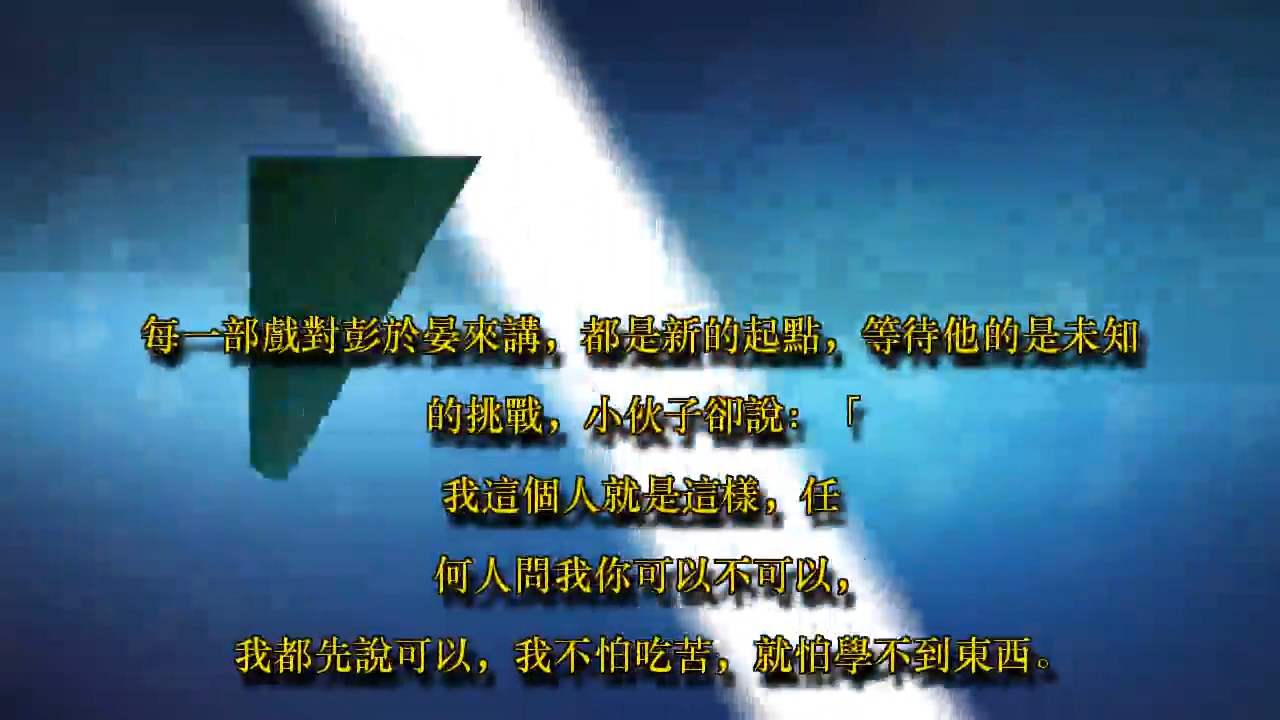 每一部戲對彭於晏來講，都是新的起點，等待他的是未知
的挑戰，小伙子卻說：「
我這個人就是這樣，任
何人問我你可以不可以，
我都先說可以，我不怕吃苦，就怕學不到東西。